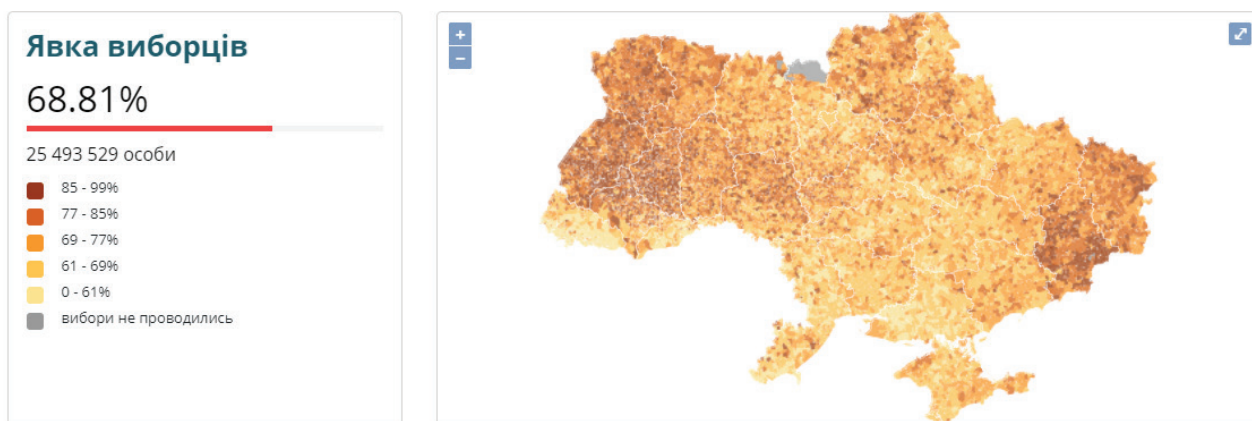 Явка виборців
68.81%
25 493 529 особи
85 - 99%
77 - 85%
69 - 77%
61 - 69%
0 - 61%
вибори не проводились
+
−